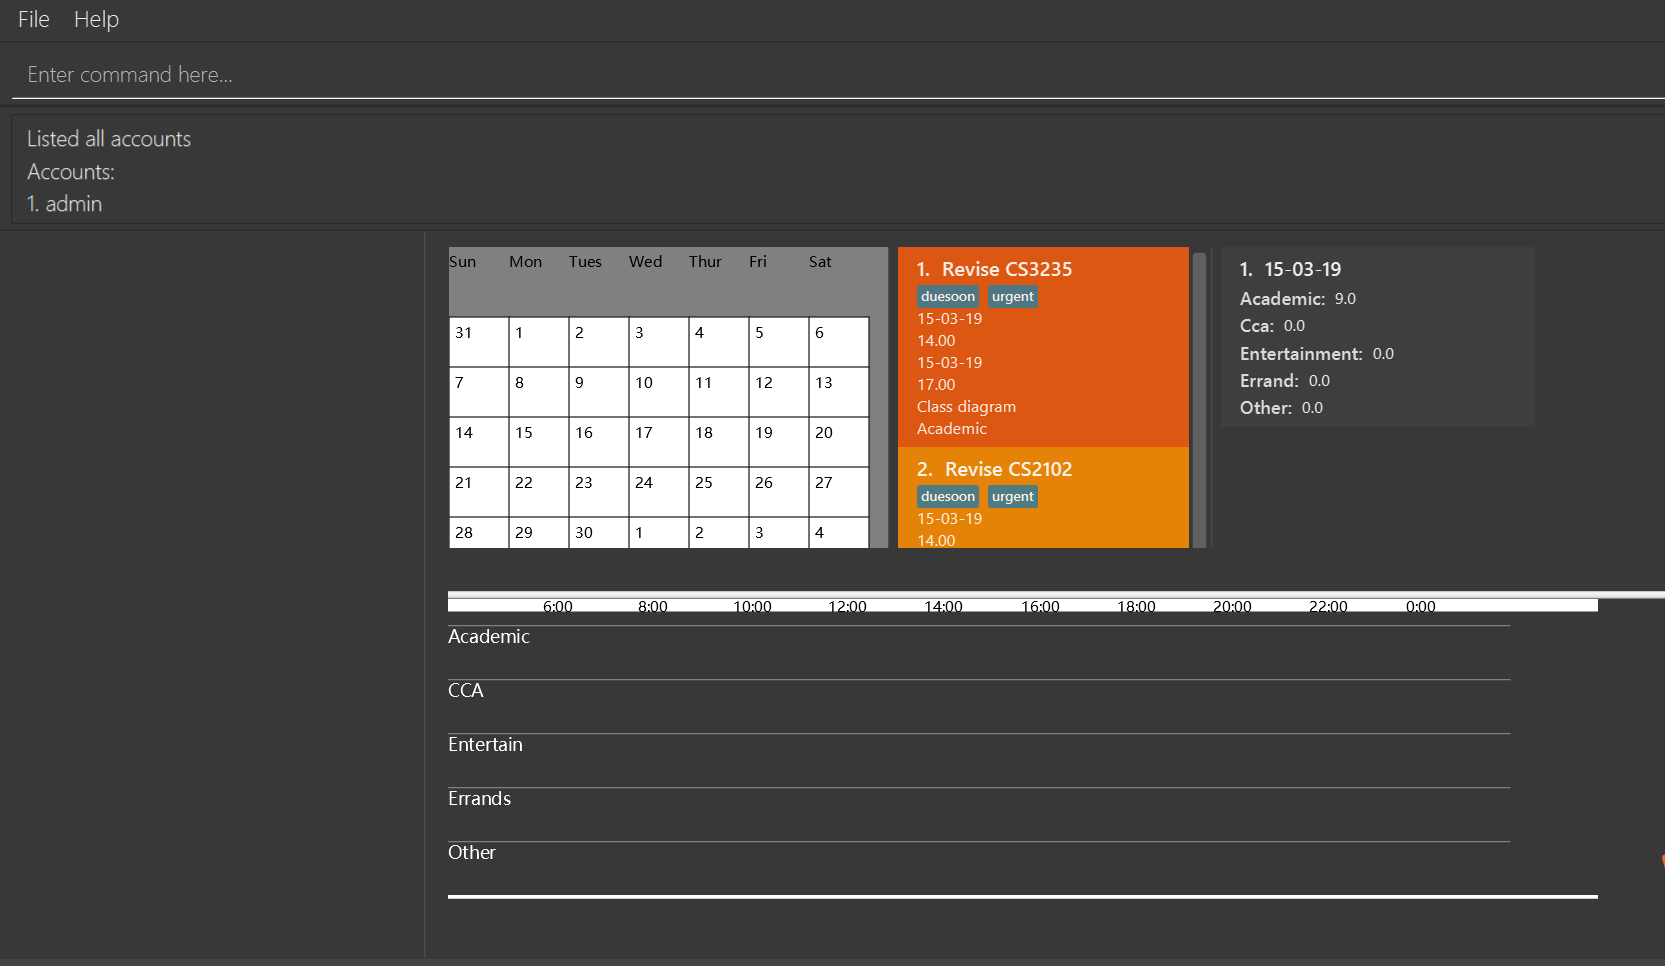 File Help
Enter command here...
Listed all accounts
Accounts:
1. admin
Sun Mon Tues Wed Thur Fri Sat
31 1 2 3 4 5 6
7 8 9 10 11 12 13
14 15 16 17 18 19 20
21 22 23 24 25 26 27
28 29 30 1 2 3 4
1. Revise CS3235
duesoon urgent
15-03-19
14.00
15-03-19
17.00
Class diagram
Academic
2. Revise CS2102
duesoon urgent
15-03-19
14.00
1. 15-03-19
Academic: 9.0
Cca: 0.0
Entertainment: 0.0
Errand: 0.0
Other: 0.0
6:00 8:00 10:00 12:00 14:00 16:00 18:00 20:00 22:00 0:00
Academic
CCA
Entertain
Errands
Other